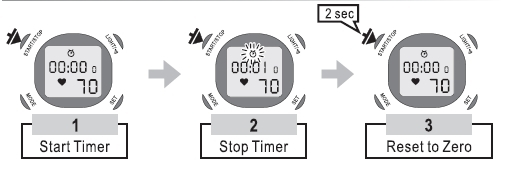 2 sec
START/STOP
LIGHT/-/+
00:00 0
70
MODE
SET
1
Start Timer
START/STOP
LIGHT/-/+
00:01 0
70
MODE
SET
2
Stop Timer
START/STOP
LIGHT/-/+
00:00 0
70
MODE
SET
3
Reset to Zero